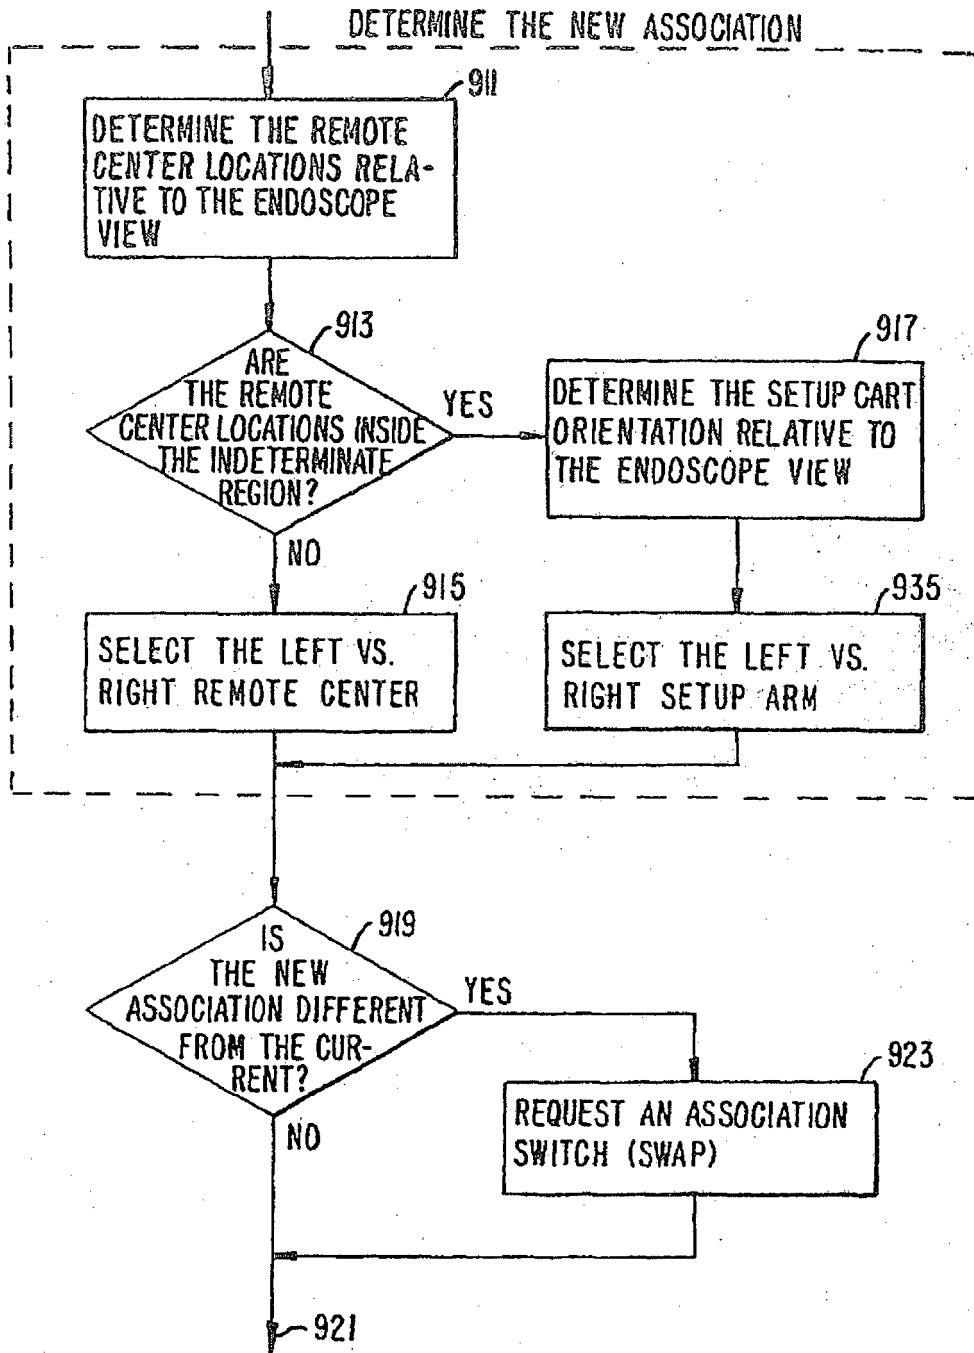 DETERMINE THE NEW ASSOCIATION
911
DETERMINE THE REMOTE
CENTER LOCATIONS RELA-
TIVE TO THE ENDOSCOPE
VIEW
913
ARE
THE REMOTE
CENTER LOCATIONS INSIDE
THE INDETERMINATE
REGION?
YES
NO
917
DETERMINE THE SETUP CART
ORIENTATION RELATIVE TO
THE ENDOSCOPE VIEW
915
SELECT THE LEFT VS.
RIGHT REMOTE CENTER
935
SELECT THE LEFT VS.
RIGHT SETUP ARM
919
IS
THE NEW
ASSOCIATION DIFFERENT
FROM THE CUR-
RENT?
YES
NO
923
REQUEST AN ASSOCIATION
SWITCH (SWAP)
921